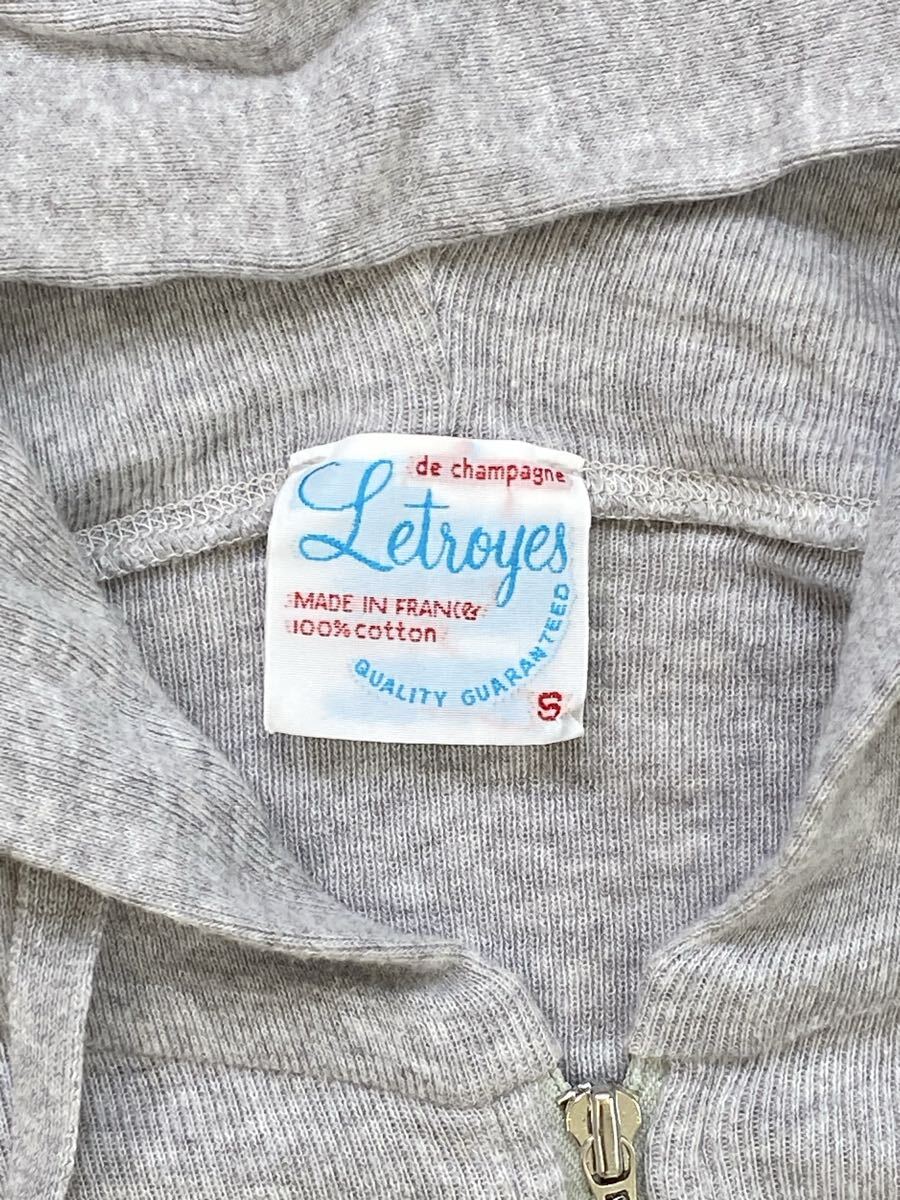 de champagne
Letroyes
MADE IN FRANCE
100% cotton
QUALITY GUARANTEED
S